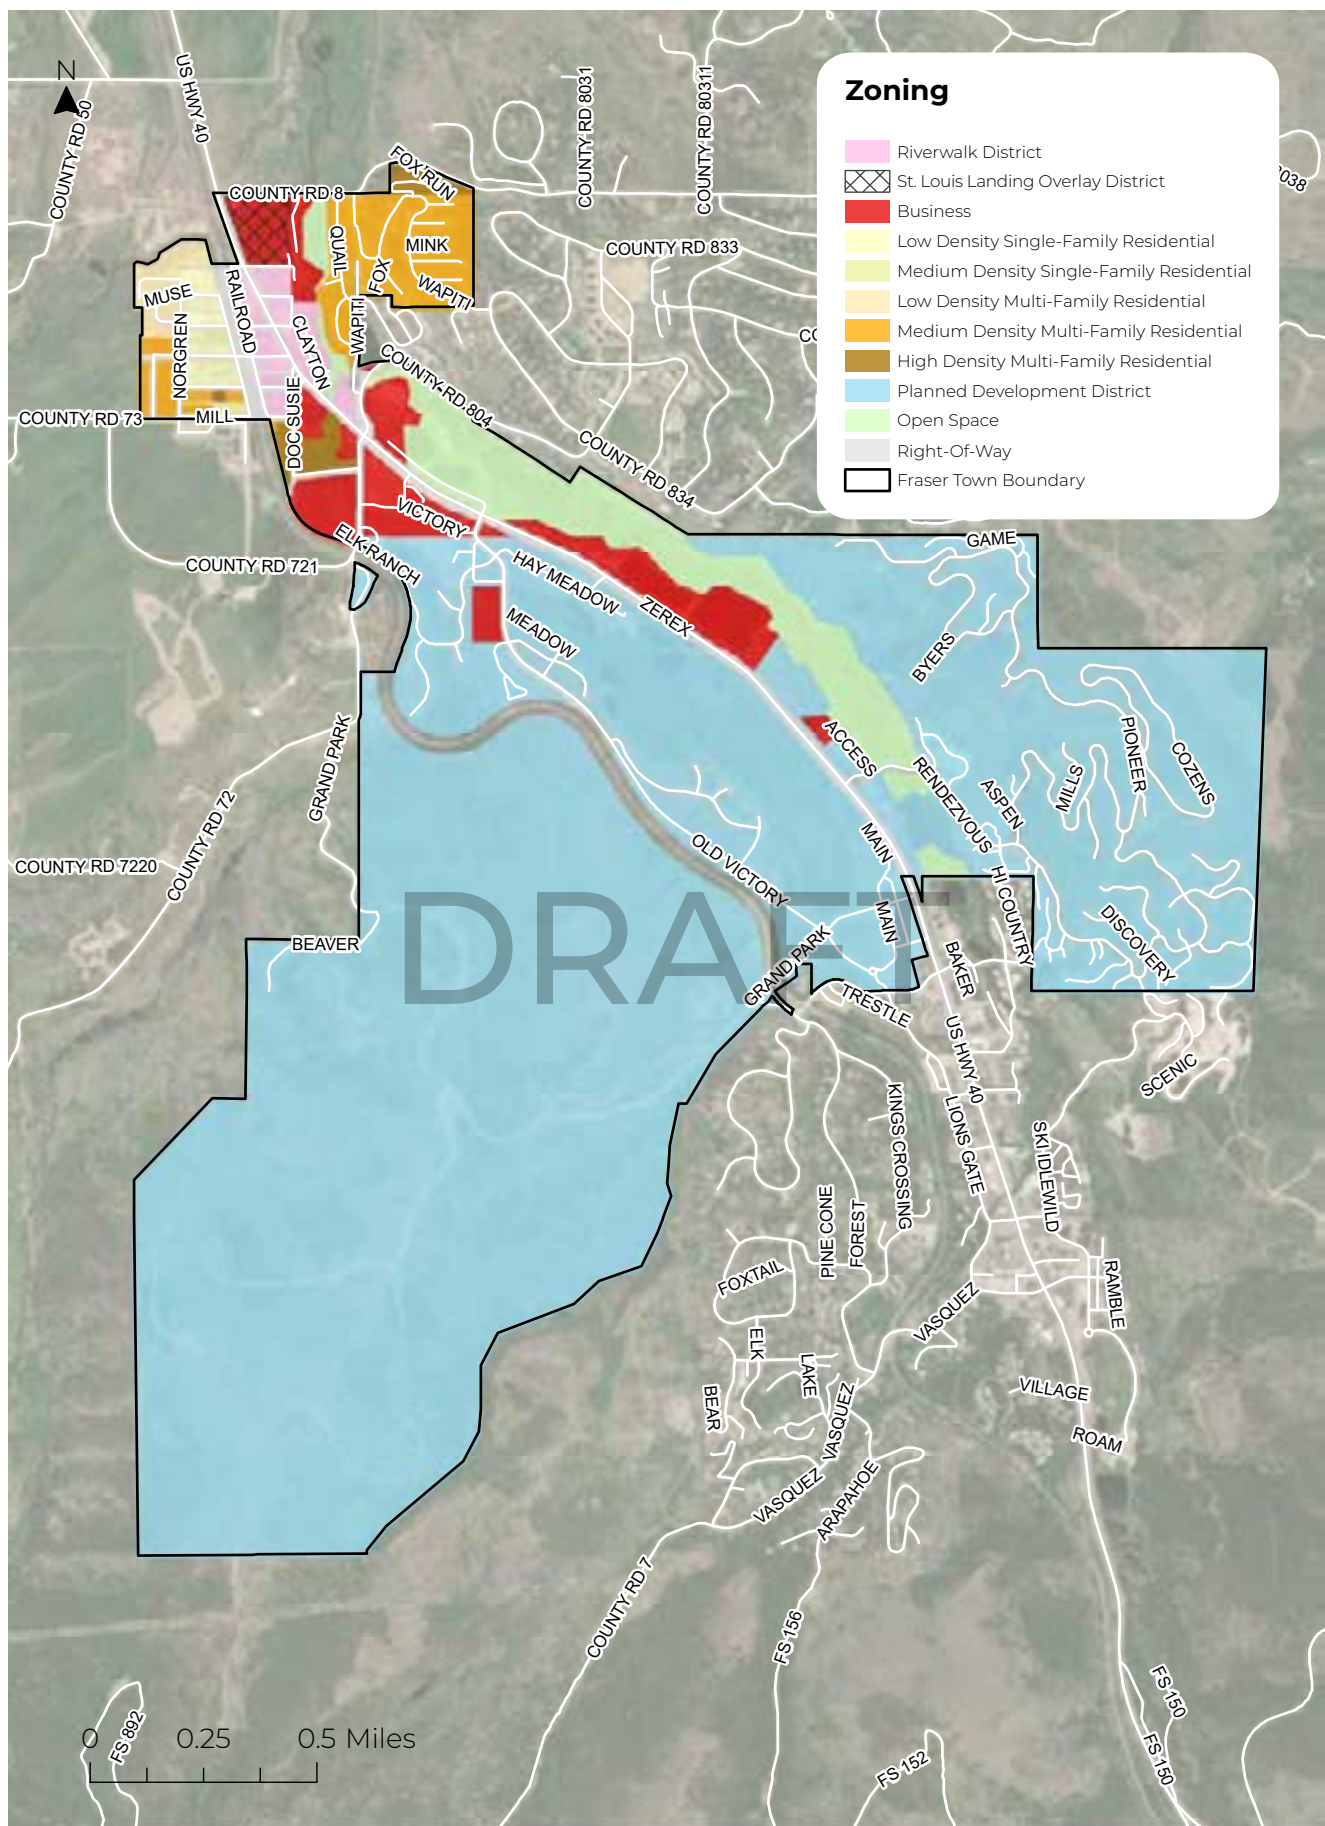 Zoning
Riverwalk District
St. Louis Landing Overlay District
Business
Low Density Single-Family Residential
Medium Density Single-Family Residential
Low Density Multi-Family Residential
Medium Density Multi-Family Residential
High Density Multi-Family Residential
Planned Development District
Open Space
Right-Of-Way
Fraser Town Boundary
N
COUNTY RD 50
US HWY 40
COUNTY RD 8031
COUNTY RD 80311
8038
FOX RUN
COUNTY RD 8
QUAIL
MINK
FOX
WAPITI
COUNTY RD 833
MUSE
RAILROAD
NORGREN
CLAYTON
WAPITI
COUNTY RD 804
DOC SUSIE
COUNTY RD 73
MILL
COUNTY RD 834
VICTORY
ELK RANCH
COUNTY RD 721
HAY MEADOW
ZEREX
MEADOW
GAME
BYERS
GRAND PARK
COUNTY RD 72
COUNTY RD 7220
ACCESS
RENDEZVOUS
ASPEN
MILLS
PIONEER
COZENS
MAIN
OLD VICTORY
HI COUNTRY
MAIN
DISCOVERY
BEAVER
GRAND PARK
BAKER
TRESTLE
DRAFT
US HWY 40
SCENIC
KINGS CROSSING
LIONS GATE
SKI IDLEWILD
PINE CONE
FOREST
FOXTAIL
RAMBLE
VASQUEZ
ELK
LAKE
BEAR
VASQUEZ
VILLAGE
ROAM
VASQUEZ
ARAPAHOE
COUNTY RD 7
FS 156
FS 150
FS 150
FS 152
FS 892
0 0.25 0.5 Miles